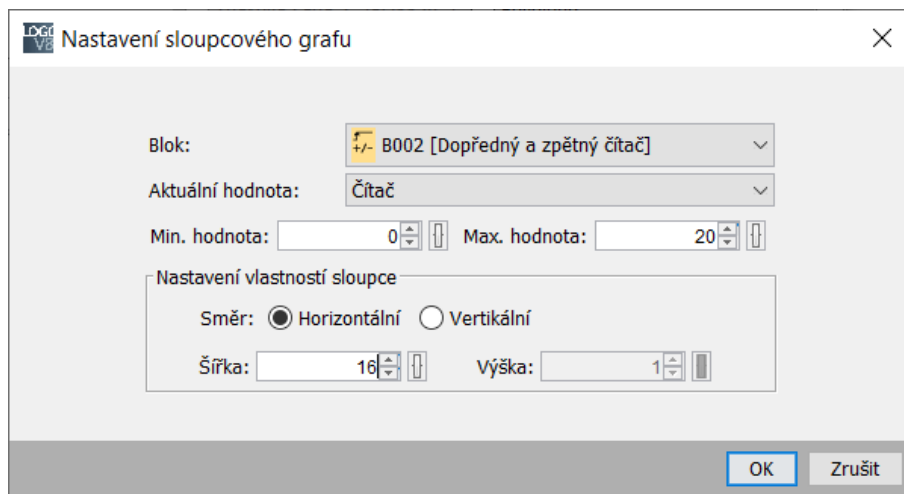 LOGO V8 Nastavení sloupcového grafu
Blok: +/- B002 [Dopředný a zpětný čítač]
Aktuální hodnota: Čítač
Min. hodnota: 0 Max. hodnota: 20
Nastavení vlastností sloupce
Směr: Horizontální Vertikální
Šířka: 16 Výška: 1
OK Zrušit